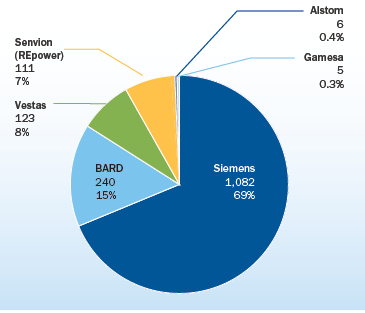 Alstom
6
0.4%
Senvion
(REpower)
111
7%
Gamesa
5
0.3%
Vestas
123
8%
BARD
240
15%
Siemens
1,082
69%